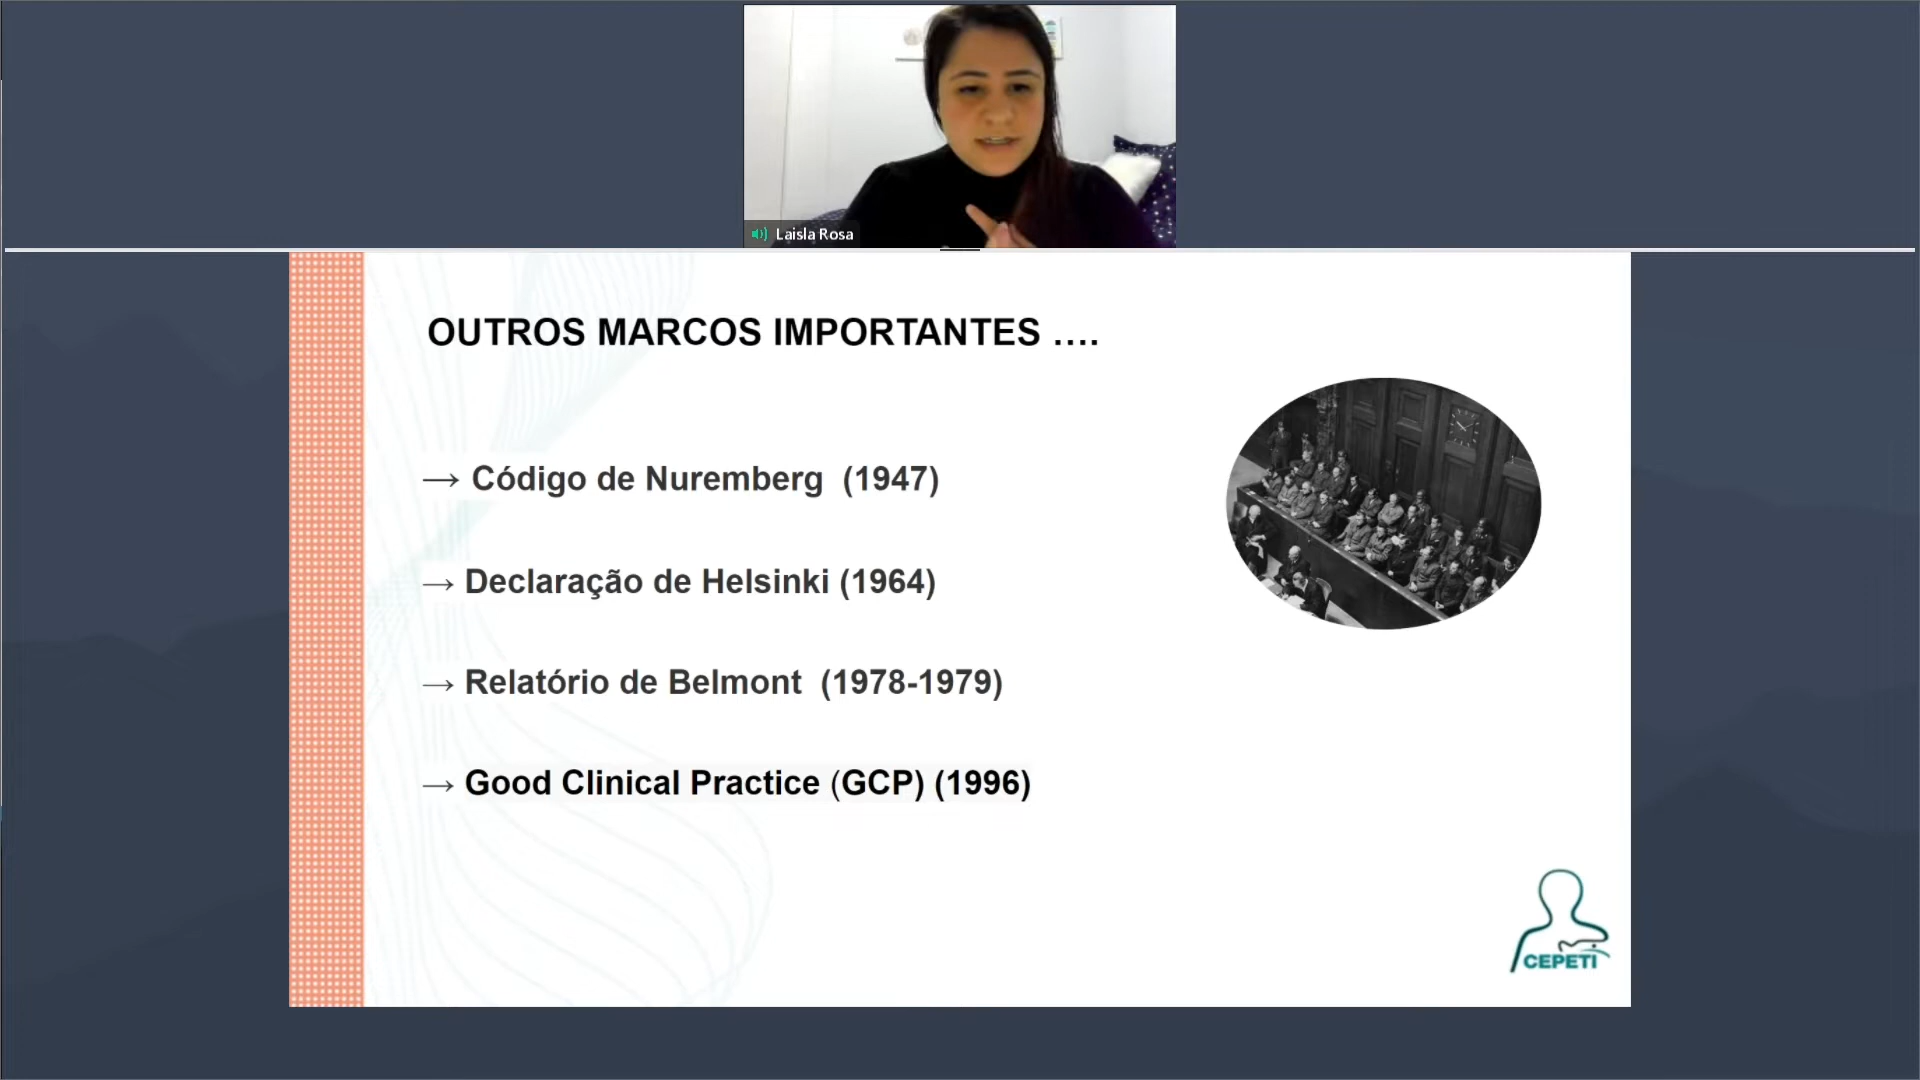 Laisla Rosa
OUTROS MARCOS IMPORTANTES ....
→ Código de Nuremberg (1947)
→ Declaração de Helsinki (1964)
→ Relatório de Belmont (1978-1979)
→ Good Clinical Practice (GCP) (1996)
CEPETI